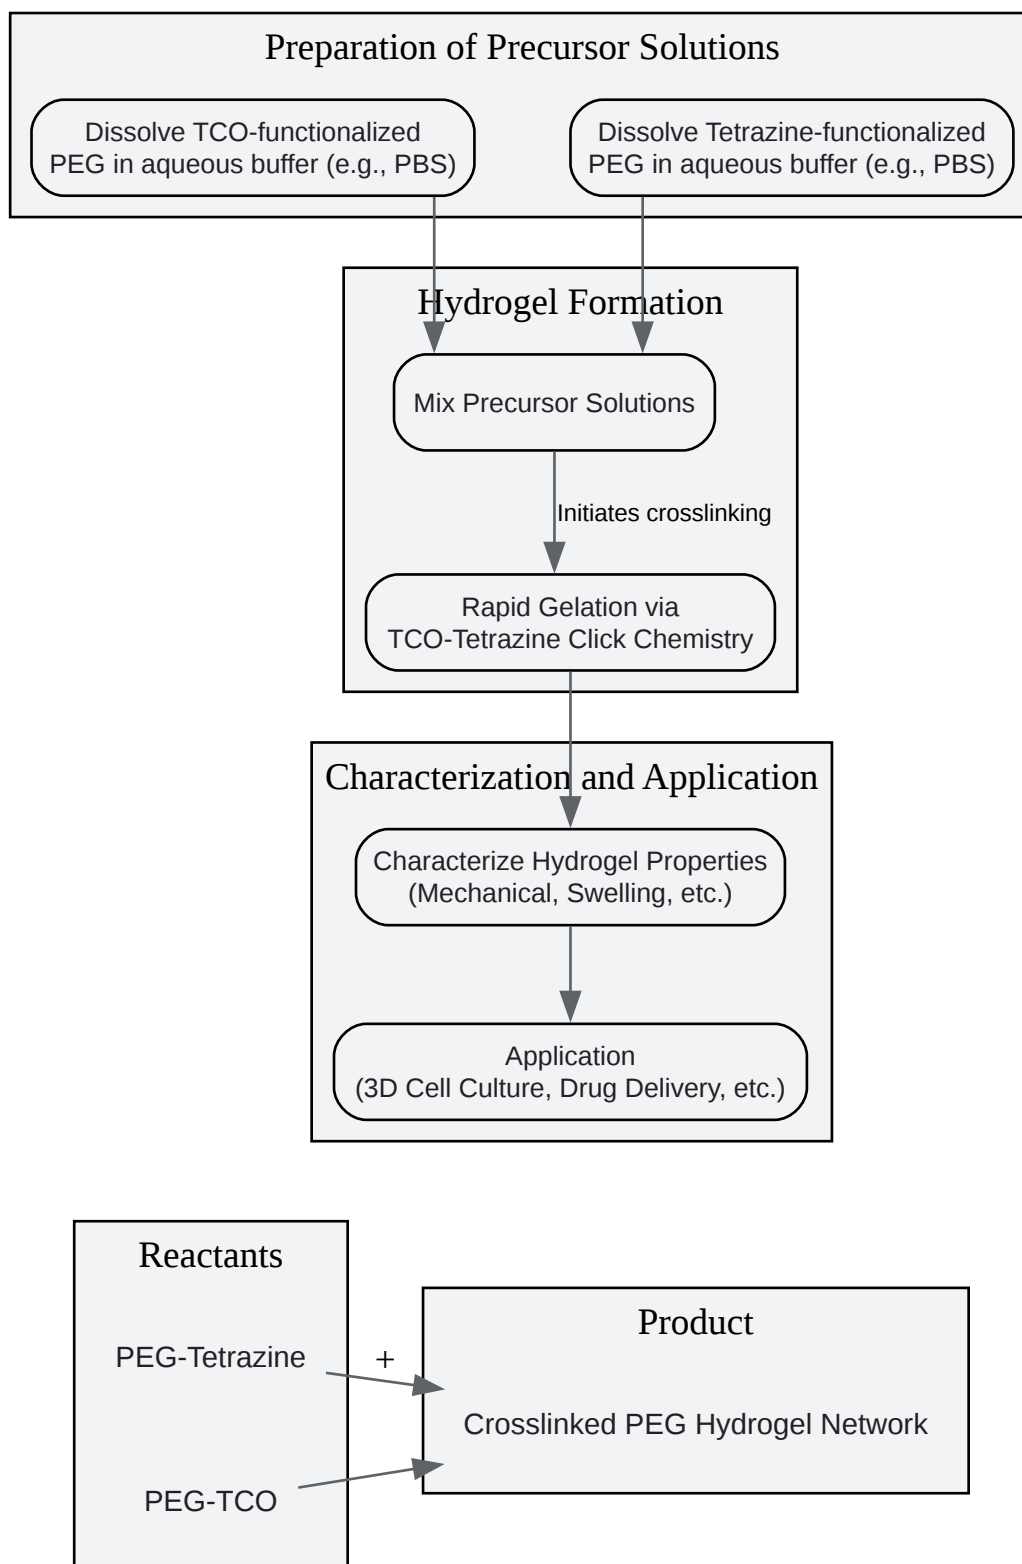 Preparation of Precursor Solutions
Dissolve TCO-functionalized
PEG in aqueous buffer (e.g., PBS)
Dissolve Tetrazine-functionalized
PEG in aqueous buffer (e.g., PBS)
Hydrogel Formation
Mix Precursor Solutions
Initiates crosslinking
Rapid Gelation via
TCO-Tetrazine Click Chemistry
Characterization and Application
Characterize Hydrogel Properties
(Mechanical, Swelling, etc.)
Application
(3D Cell Culture, Drug Delivery, etc.)
Reactants
PEG-Tetrazine
+
PEG-TCO
Product
Crosslinked PEG Hydrogel Network